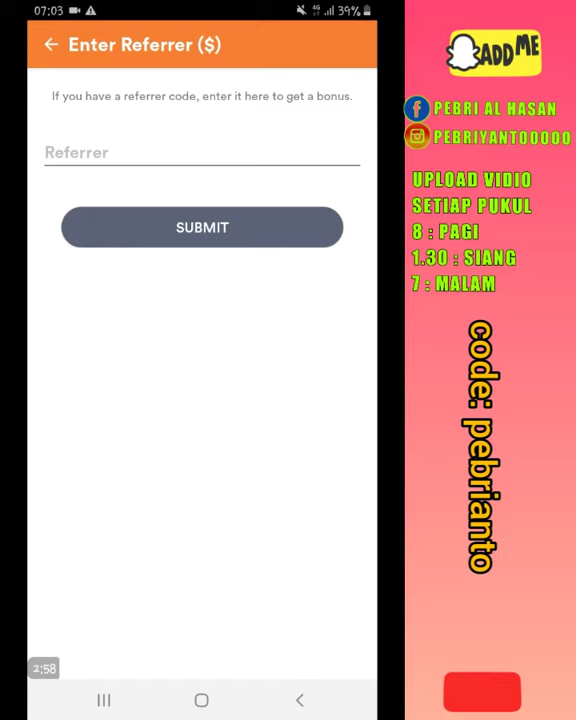 07:03
4G
39%
Enter Referrer ($)
If you have a referrer code, enter it here to get a bonus.
Referrer
SUBMIT
2:58
ADD ME
PEBRI AL HASAN
PEBRIYANTO0000
UPLOAD VIDIO
SETIAP PUKUL
8 : PAGI
1.30 : SIANG
7 : MALAM
code: pebrianto